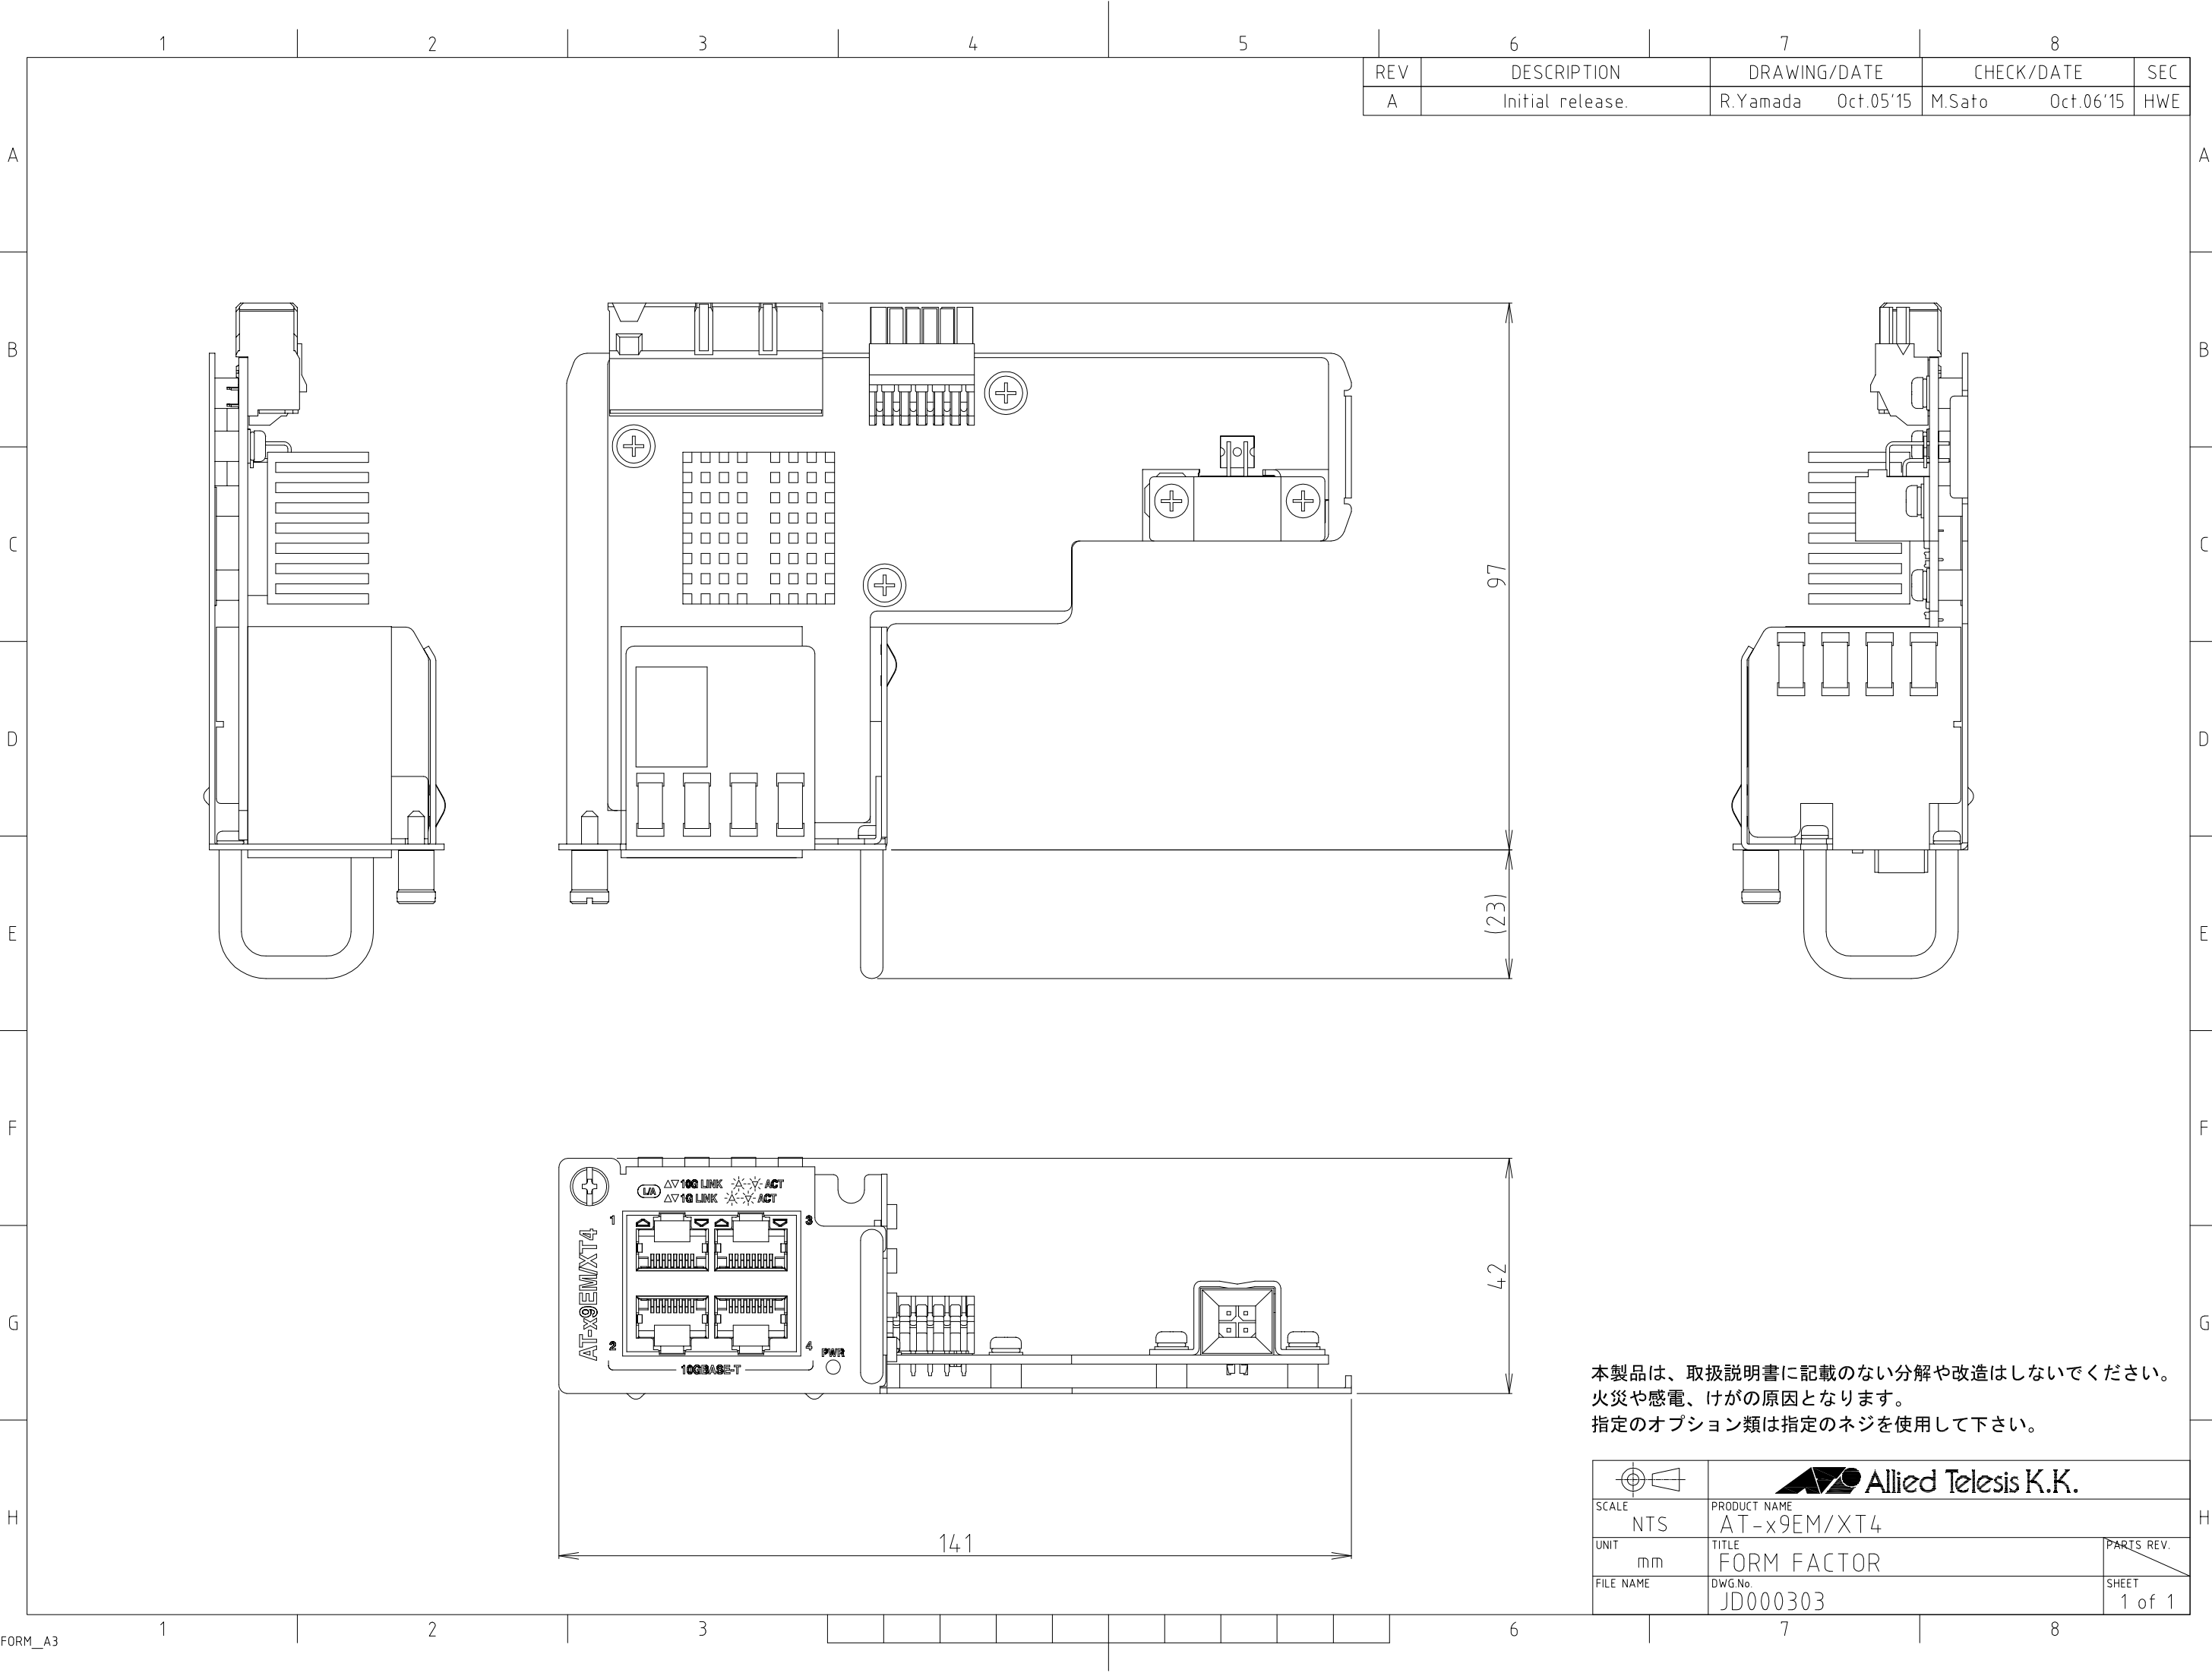 1 2 3 4 5 6 7 8
REV DESCRIPTION DRAWING/DATE CHECK/DATE SEC
A Initial release. R.Yamada Oct.05'15 M.Sato Oct.06'15 HWE
A A
B B
C C
97
D D
(23)
E E
F F
L/A △▽10G LINK ACT
△▽1G LINK ACT
1 3
AT-x9EM/XT4
42
G G
2 4
PWR
10GBASE-T
本製品は、取扱説明書に記載のない分解や改造はしないでください。
火災や感電、けがの原因となります。
指定のオプション類は指定のネジを使用して下さい。
141
H H
Allied Telesis K.K.
SCALE
NTS
PRODUCT NAME
AT-x9EM/XT4
UNIT
mm
TITLE
FORM FACTOR
PARTS REV.
FILE NAME
DWG.No.
JD000303
SHEET
1 of 1
1 2 3 6 7 8
FORM__A3